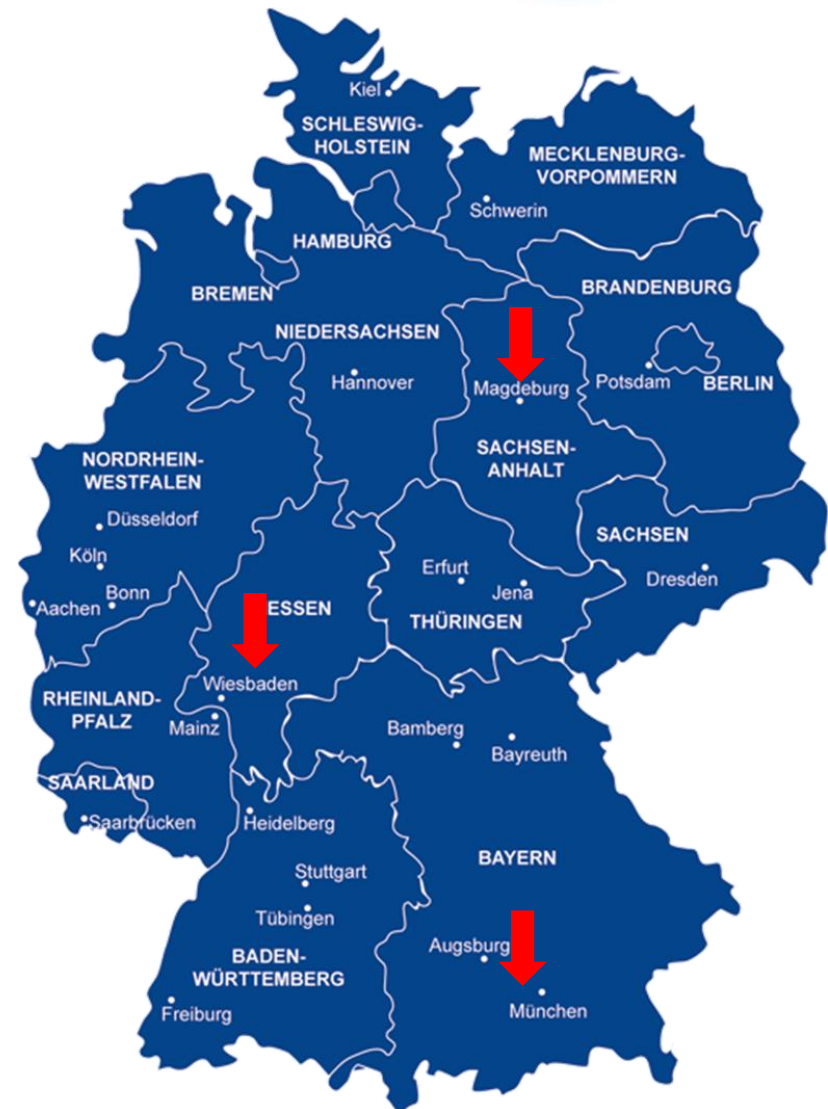 Kiel
SCHLESWIG-
HOLSTEIN
MECKLENBURG-
VORPOMMERN
Schwerin
HAMBURG
BREMEN
BRANDENBURG
NIEDERSACHSEN
Hannover
Magdeburg
Potsdam
BERLIN
SACHSEN-
ANHALT
NORDRHEIN-
WESTFALEN
Düsseldorf
Köln
Bonn
Aachen
SACHSEN
Dresden
Erfurt
Jena
THÜRINGEN
ESSEN
Wiesbaden
RHEINLAND-
PFALZ
Mainz
Bamberg
Bayreuth
SAARLAND
Saarbrücken
Heidelberg
BAYERN
Stuttgart
Tübingen
BADEN-
WÜRTTEMBERG
Freiburg
Augsburg
München